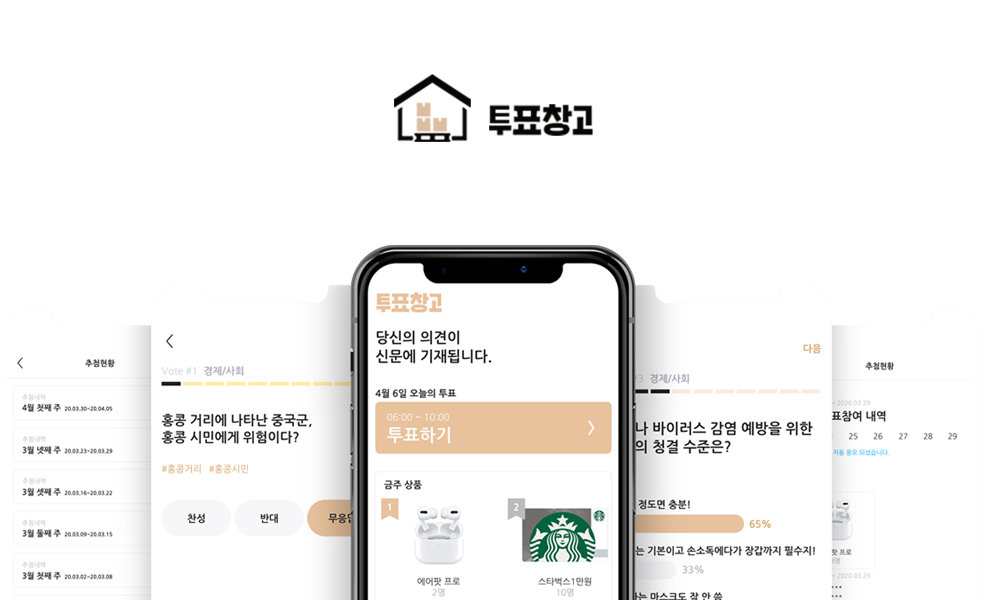 투표창고
추첨현황
추첨내역
4월 첫째 주 20.03.30~20.04.05
추첨내역
3월 넷째 주 20.03.23~20.03.29
추첨내역
3월 셋째 주 20.03.16~20.03.22
추첨내역
3월 둘째 주 20.03.09~20.03.15
추첨내역
3월 첫째 주 20.03.02~20.03.08
Vote #1 경제/사회
홍콩 거리에 나타난 중국군,
홍콩 시민에게 위험이다?
#홍콩거리 #홍콩시민
찬성
반대
무응
투표창고
당신의 의견이
신문에 기재됩니다.
4월 6일 오늘의 투표
06:00 ~ 10:00
투표하기
금주 상품
1
에어팟 프로
2명
2
스타벅스1만원
10명
다음
3 경제/사회
나 바이러스 감염 예방을 위한
의 청결 수준은?
정도면 충분!
65%
는 기본이고 손소독에다가 장갑까지 필수지!
33%
하는 마스크도 잘 안 씀
추첨현황
~ 2020.03.29
표참여 내역
25 26 27 28 29
자동 응모 되셨습니다.
팟 프로
명
~ 2020.03.29